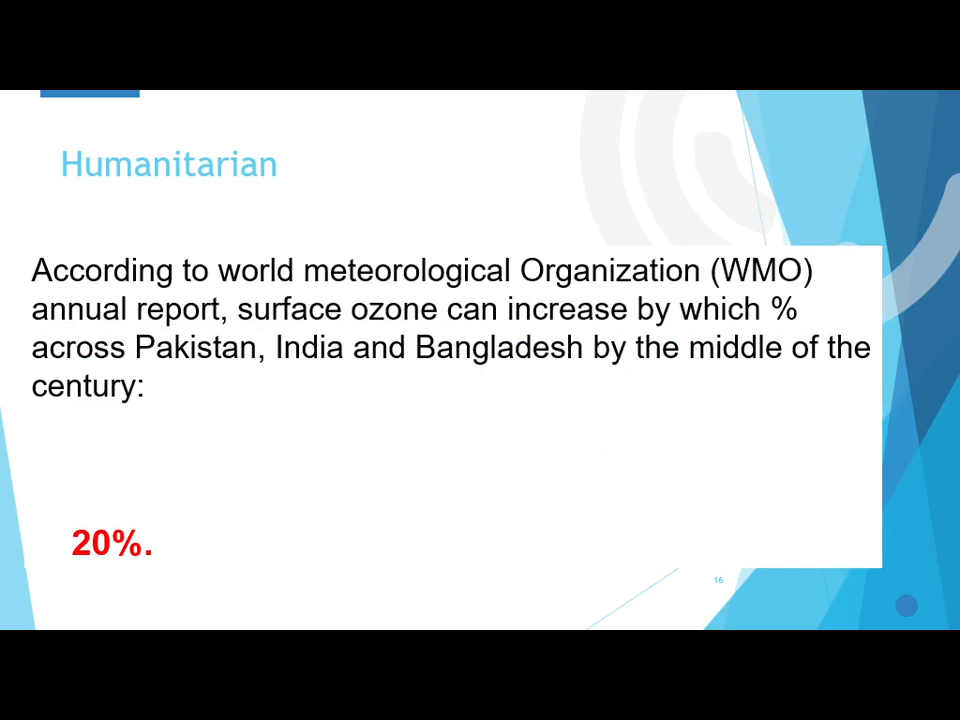 Humanitarian
According to world meteorological Organization (WMO)
annual report, surface ozone can increase by which %
across Pakistan, India and Bangladesh by the middle of the
century:
20%.
16